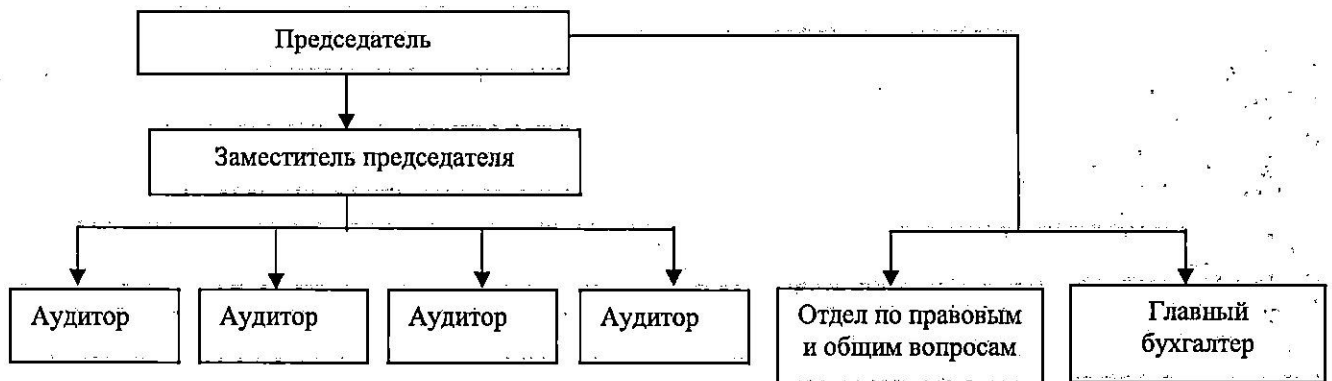 Председатель
Заместитель председателя
Аудитор
Аудитор
Аудитор
Аудитор
Отдел по правовым
и общим вопросам
Главный
бухгалтер